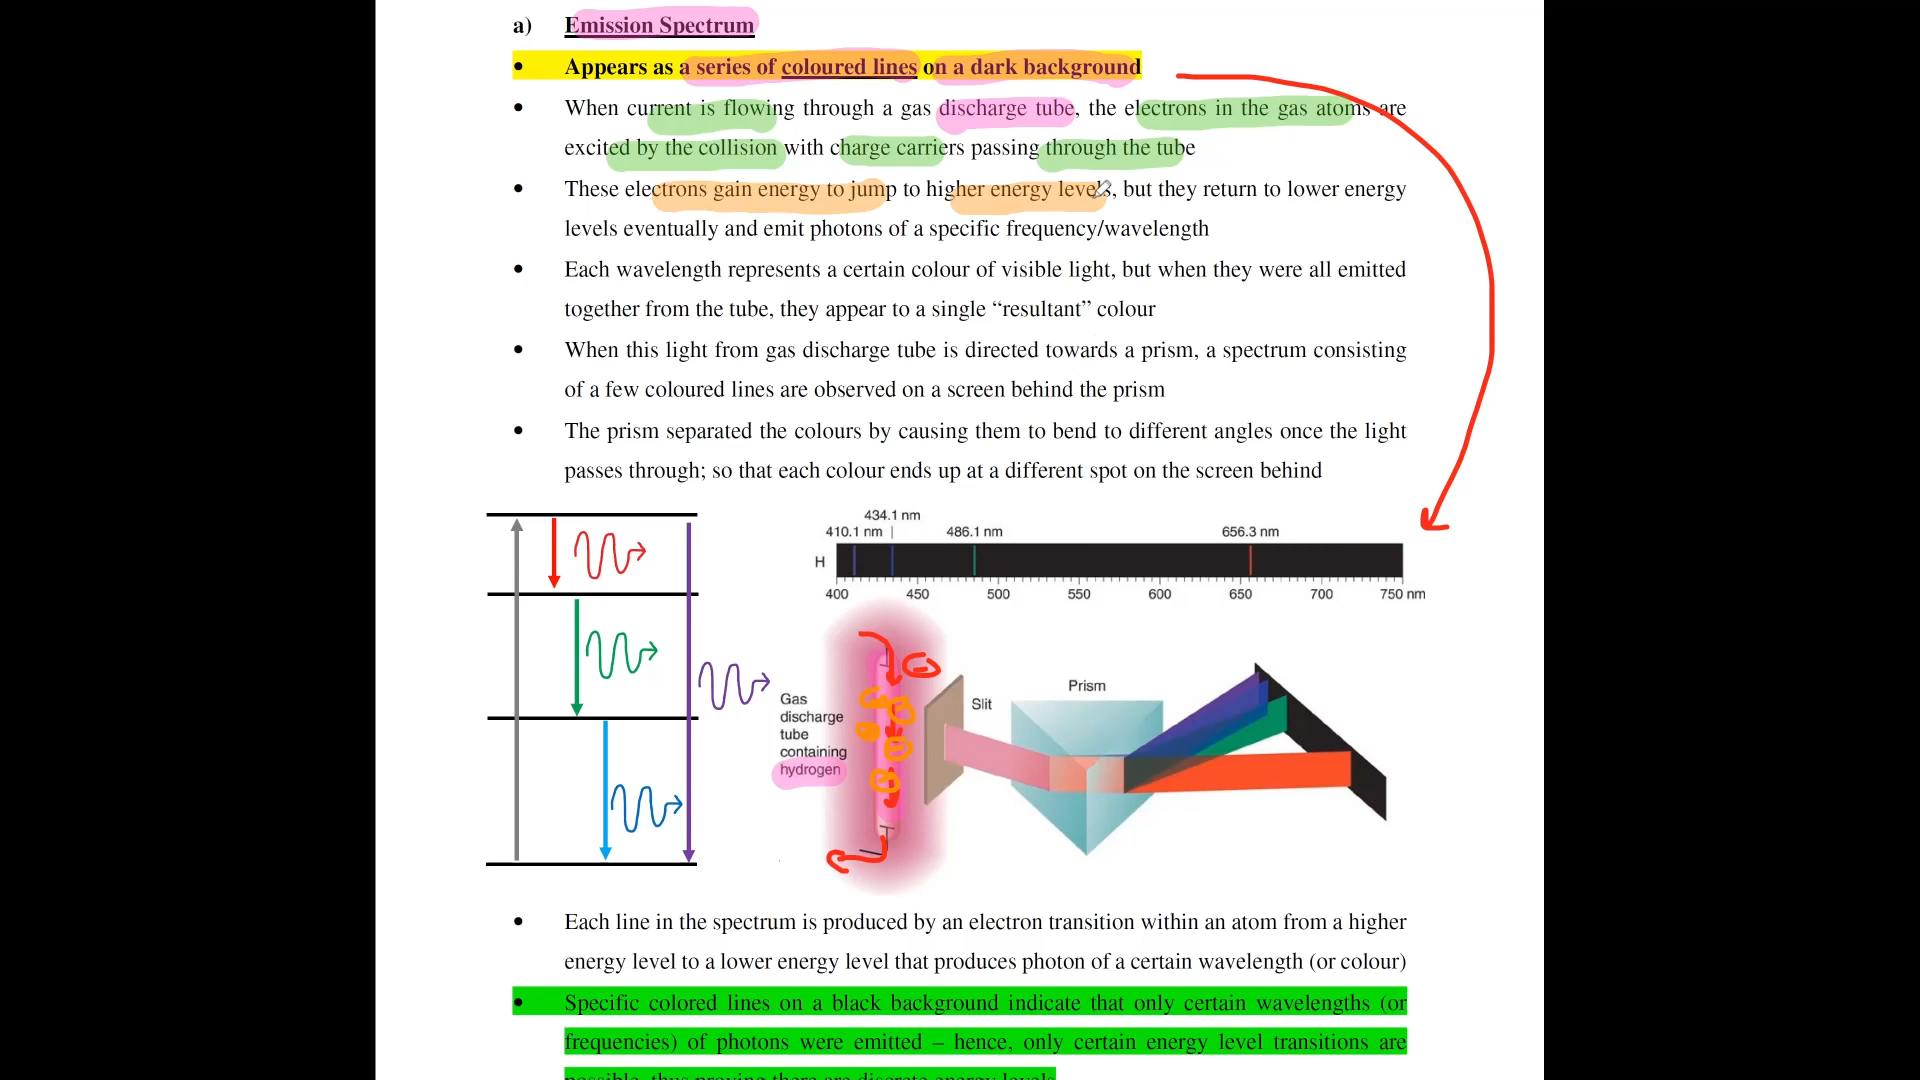 a) Emission Spectrum
• Appears as a series of coloured lines on a dark background
• When current is flowing through a gas discharge tube, the electrons in the gas atoms are
excited by the collision with charge carriers passing through the tube
• These electrons gain energy to jump to higher energy levels, but they return to lower energy
levels eventually and emit photons of a specific frequency/wavelength
• Each wavelength represents a certain colour of visible light, but when they were all emitted
together from the tube, they appear to a single “resultant” colour
• When this light from gas discharge tube is directed towards a prism, a spectrum consisting
of a few coloured lines are observed on a screen behind the prism
• The prism separated the colours by causing them to bend to different angles once the light
passes through; so that each colour ends up at a different spot on the screen behind
434.1 nm
410.1 nm 486.1 nm 656.3 nm
H
400 450 500 550 600 650 700 750 nm
Prism
Slit
Gas
discharge
tube
containing
hydrogen
• Each line in the spectrum is produced by an electron transition within an atom from a higher
energy level to a lower energy level that produces photon of a certain wavelength (or colour)
• Specific colored lines on a black background indicate that only certain wavelengths (or
frequencies) of photons were emitted – hence, only certain energy level transitions are
possible, thus proving there are discrete energy levels